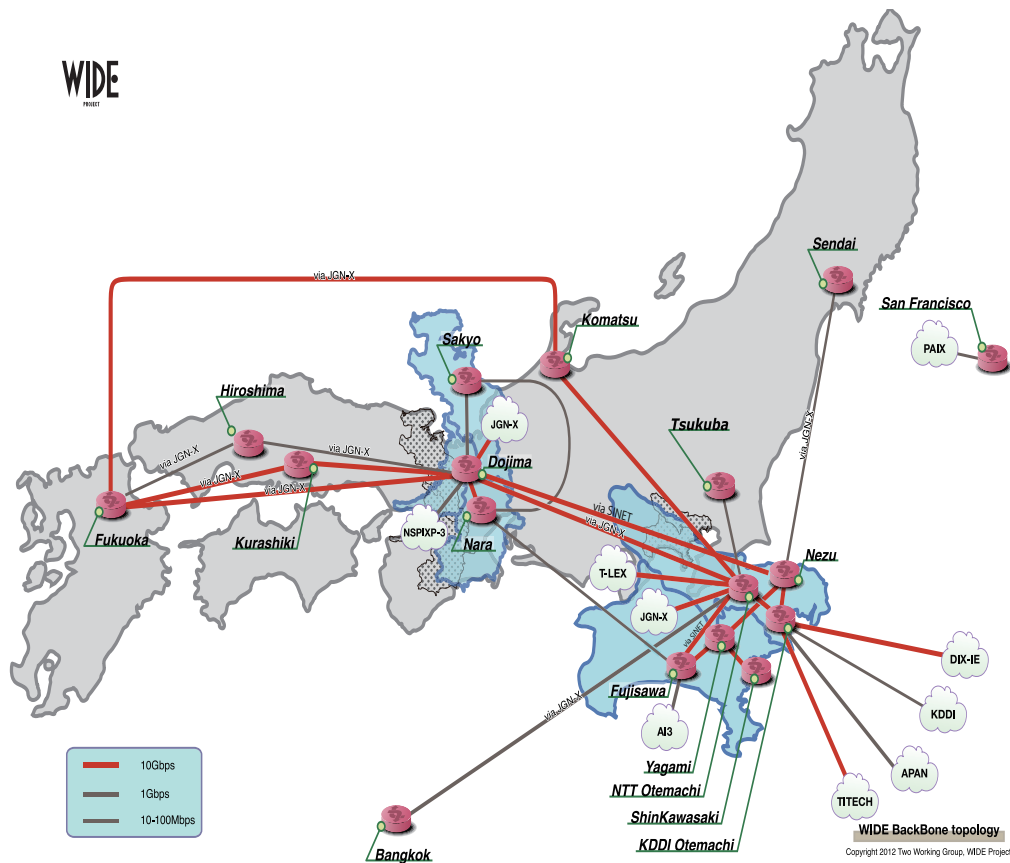 WIDE
PROJECT
via JGN-X
Sendai
San Francisco
PAIX
Komatsu
Sakyo
Hiroshima
JGN-X
Tsukuba
via JGN-X
via JGN-X
via JGN-X
Dojima
via JGN-X
via JGN-X
via SINET
via JGN-X
NSPIXP-3
Fukuoka
Kurashiki
Nara
Nezu
T-LEX
JGN-X
via SINET
DIX-IE
Fujisawa
via JGN-X
KDDI
AI3
Yagami
APAN
NTT Otemachi
TITECH
ShinKawasaki
KDDI Otemachi
10Gbps
1Gbps
10-100Mbps
Bangkok
WIDE BackBone topology
Copyright 2012 Two Working Group, WIDE Project